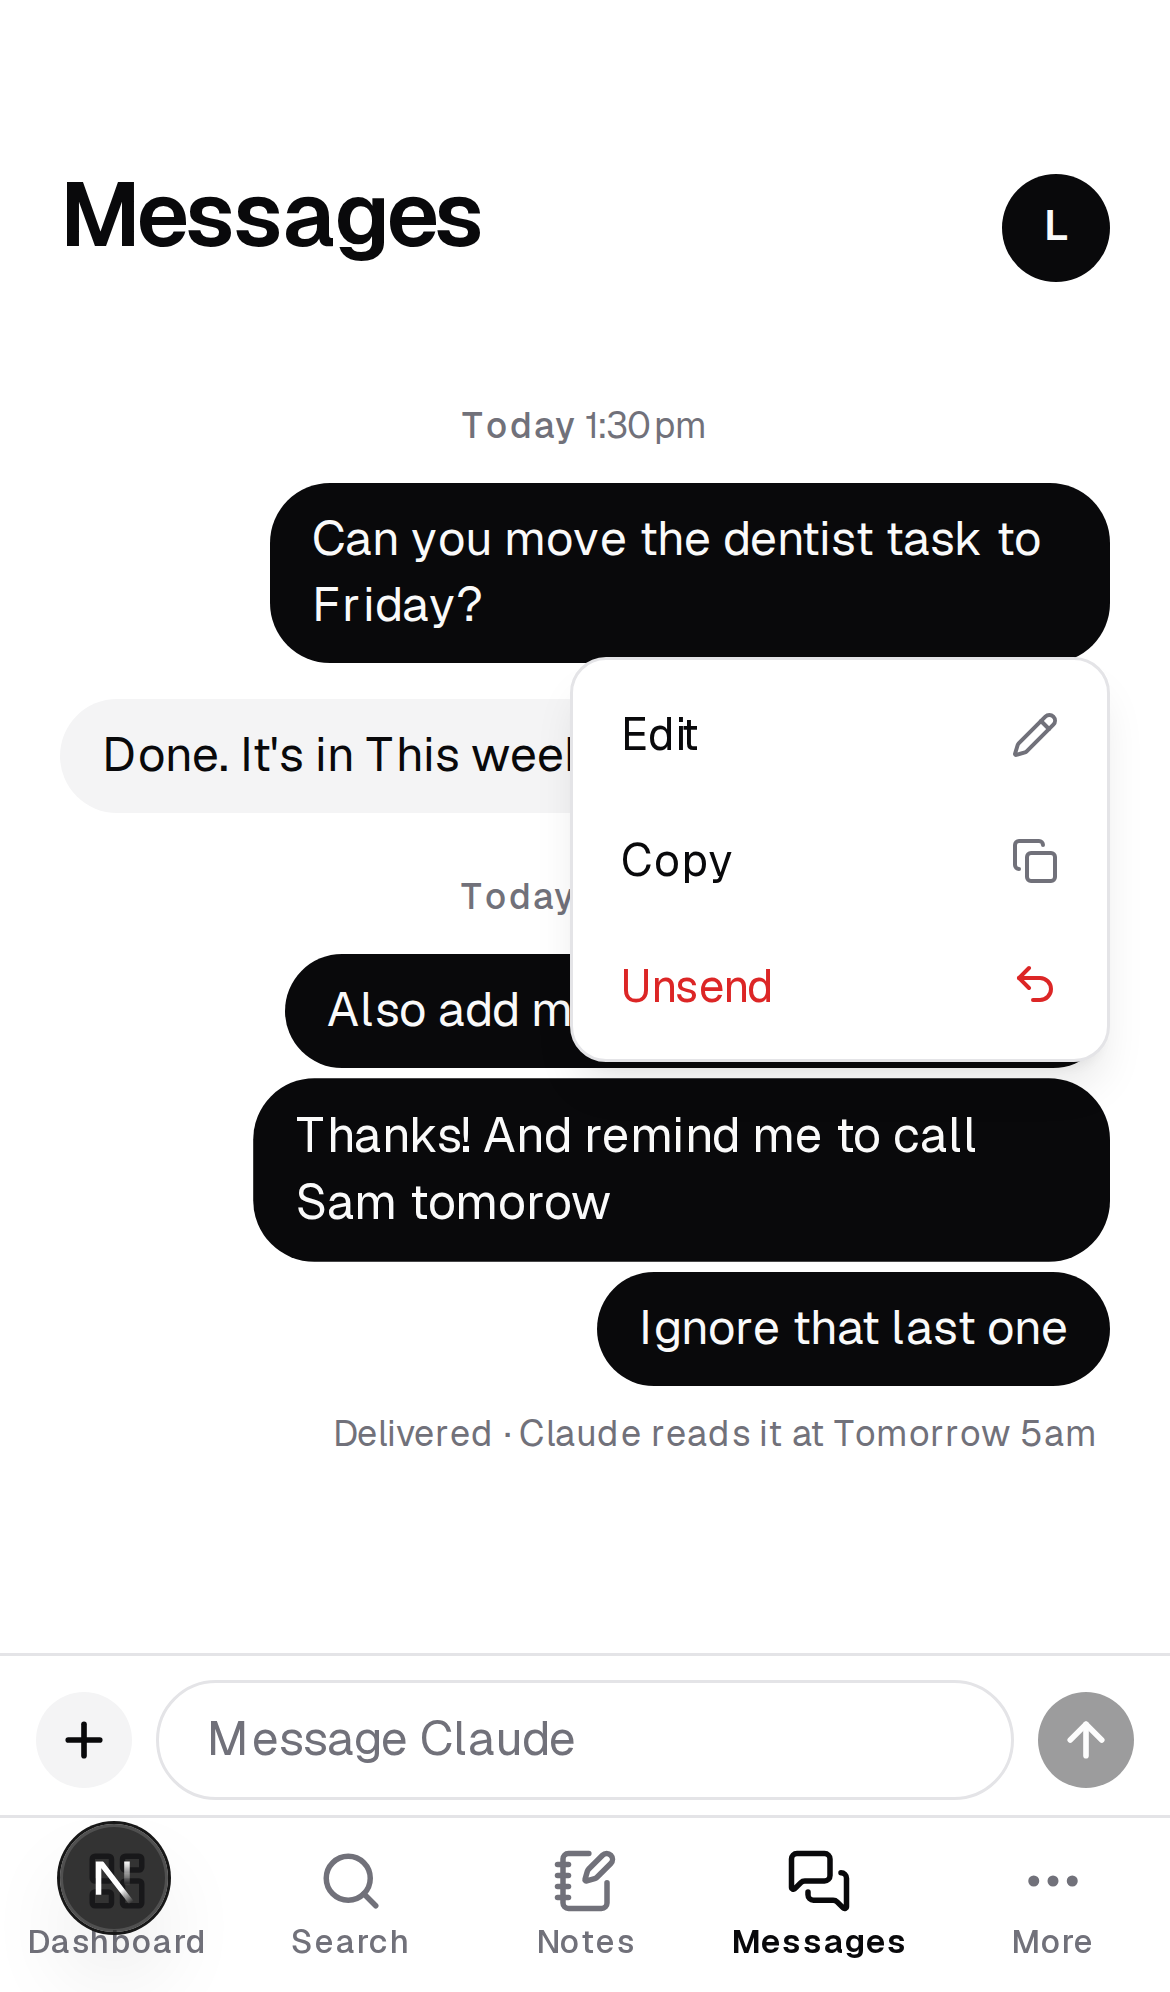 Messages
L
Today 1:30 pm
Can you move the dentist task to
Friday?
Edit
Done. It's in This
Copy
Today
Also add
Unsend
Thanks! And remind me to call
Sam tomorow
Ignore that last one
Delivered · Claude reads it at Tomorrow 5am
Message Claude
N
Dashboard
Search
Notes
Messages
More